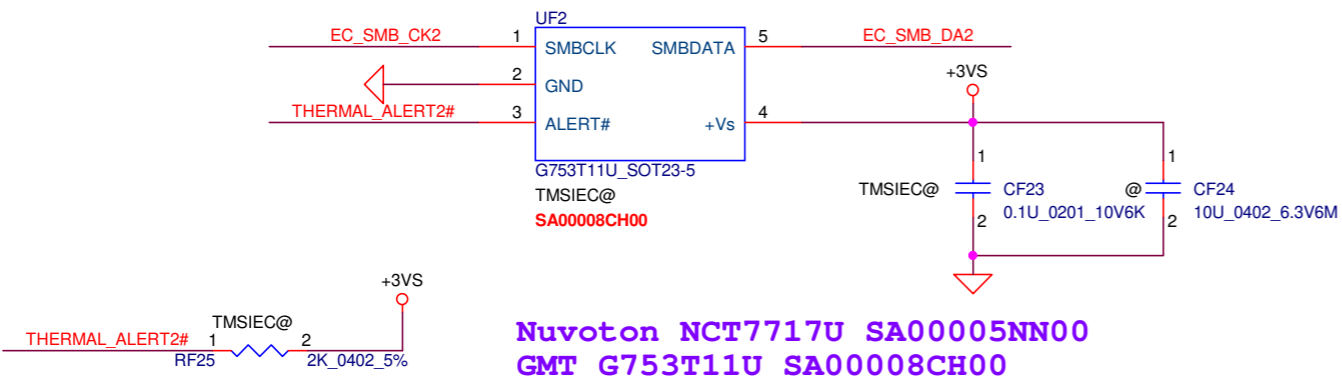 UF2
EC_SMB_CK2 1 SMBCLK SMBDATA 5 EC_SMB_DA2
2 GND
+3VS
THERMAL_ALERT2# 3 ALERT# +Vs 4
G753T11U_SOT23-5
TMSIEC@
SA00008CH00
1 1
TMSIEC@ CF23 @ CF24
0.1U_0201_10V6K 10U_0402_6.3V6M
2 2
+3VS
TMSIEC@
THERMAL_ALERT2# 1 2
RF25 2K_0402_5%
Nuvoton NCT7717U SA00005NN00
GMT G753T11U SA00008CH00